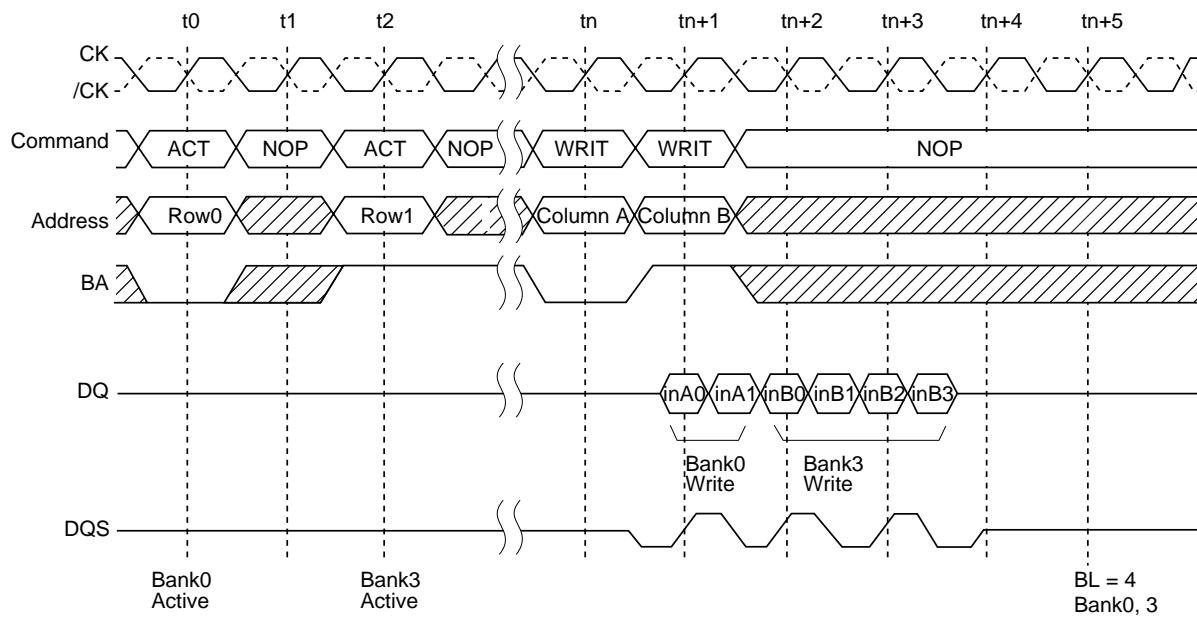 t0 t1 t2 tn tn+1 tn+2 tn+3 tn+4 tn+5
CK
/CK
Command ACT NOP ACT NOP WRIT WRIT NOP
Address Row0 Row1 Column A Column B
BA
DQ inA0 inA1 inB0 inB1 inB2 inB3
Bank0 Bank3
Write Write
DQS
Bank0 Bank3 BL = 4
Active Active Bank0, 3